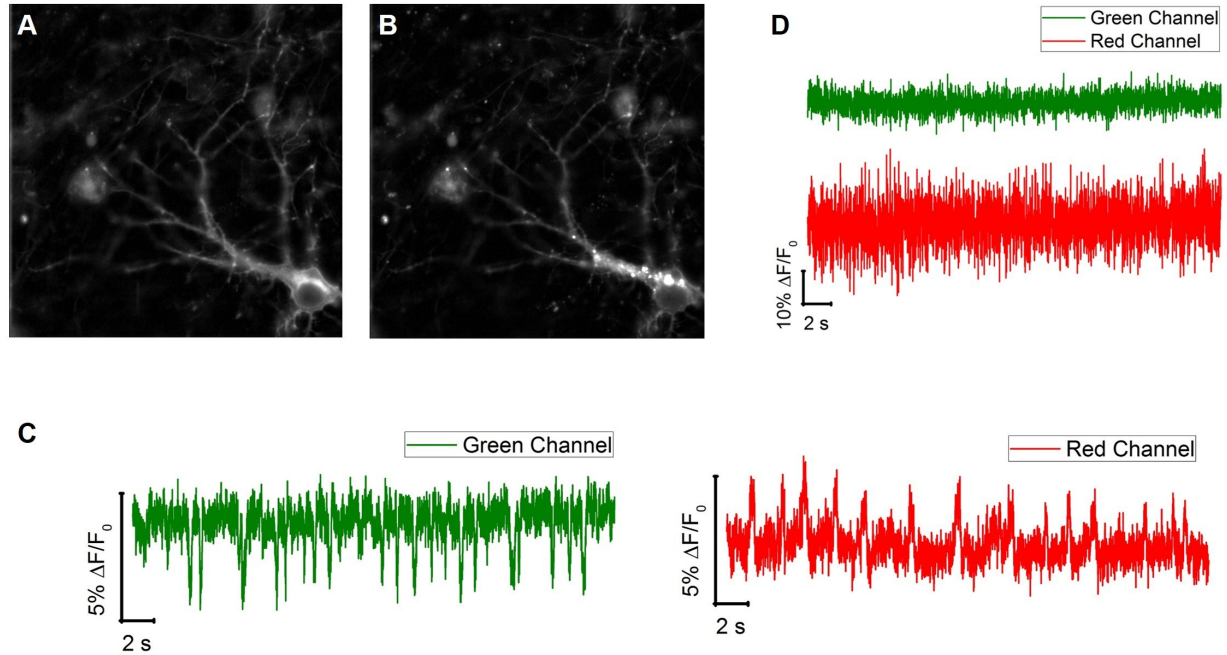 A
B
D
Green Channel
Red Channel
10% ΔF/F₀
2 s
C
Green Channel
5% ΔF/F₀
2 s
Red Channel
5% ΔF/F₀
2 s